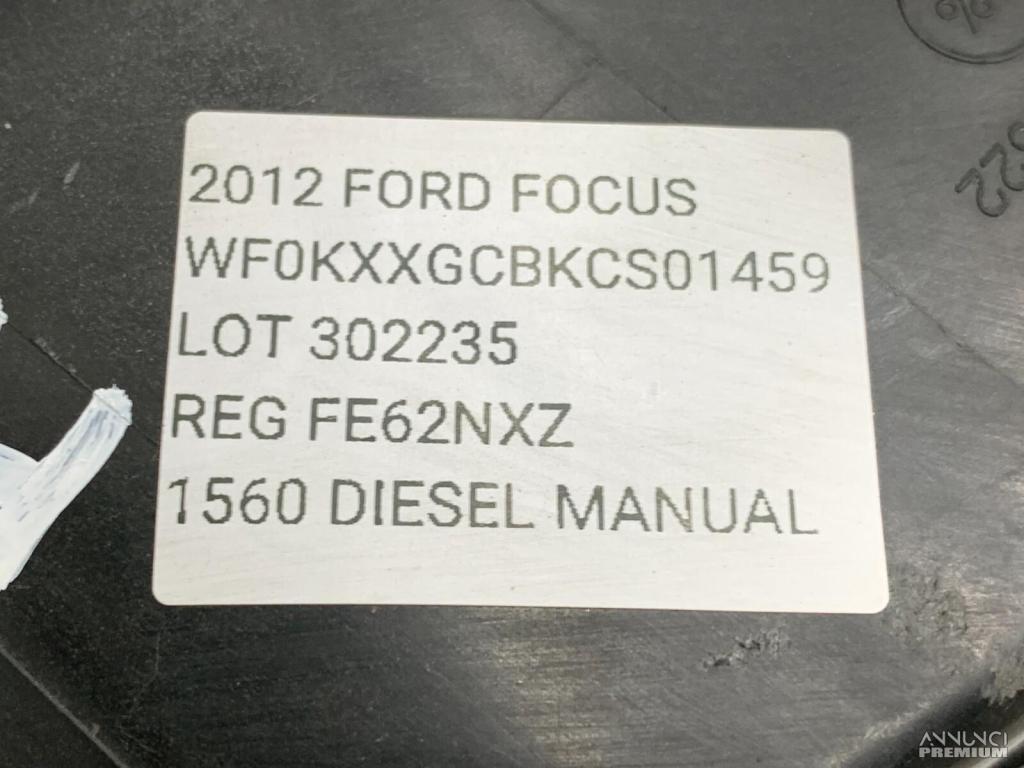 2012 FORD FOCUS
WF0KXXGCBKCS01459
LOT 302235
REG FE62NXZ
1560 DIESEL MANUAL
ANNUNCI
PREMIUM